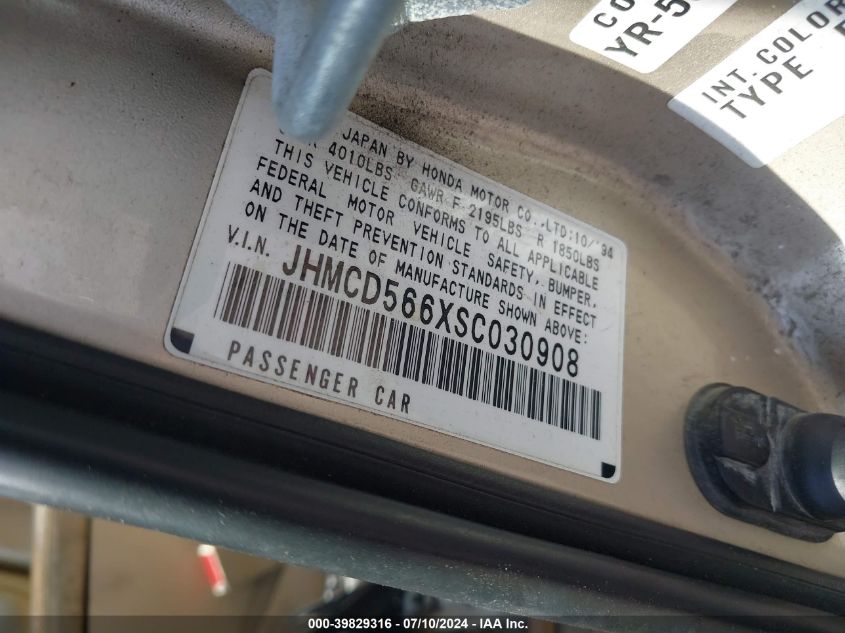 CO
YR-5
INT. COLOR
TYPE
JAPAN BY HONDA MOTOR CO.,LTD:10/'94
4010LBS GAWR F 2195LBS R 1850LBS
THIS VEHICLE CONFORMS TO ALL APPLICABLE
FEDERAL MOTOR VEHICLE SAFETY, BUMPER,
AND THEFT PREVENTION STANDARDS IN EFFECT
ON THE DATE OF MANUFACTURE SHOWN ABOVE:
V.I.N. JHMCD566XSC030908
PASSENGER CAR
000-39829316 - 07/10/2024 - IAA Inc.